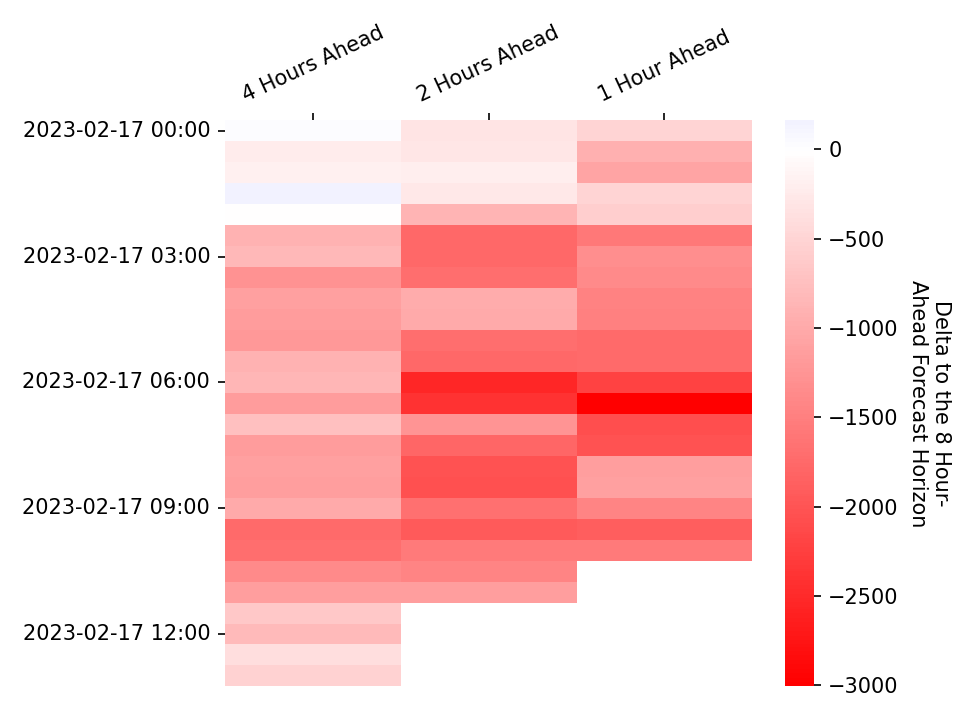 4 Hours Ahead
2 Hours Ahead
1 Hour Ahead
2023-02-17 00:00
2023-02-17 03:00
2023-02-17 06:00
2023-02-17 09:00
2023-02-17 12:00
0
−500
−1000
−1500
−2000
−2500
−3000
Delta to the 8 Hour-
Ahead Forecast Horizon